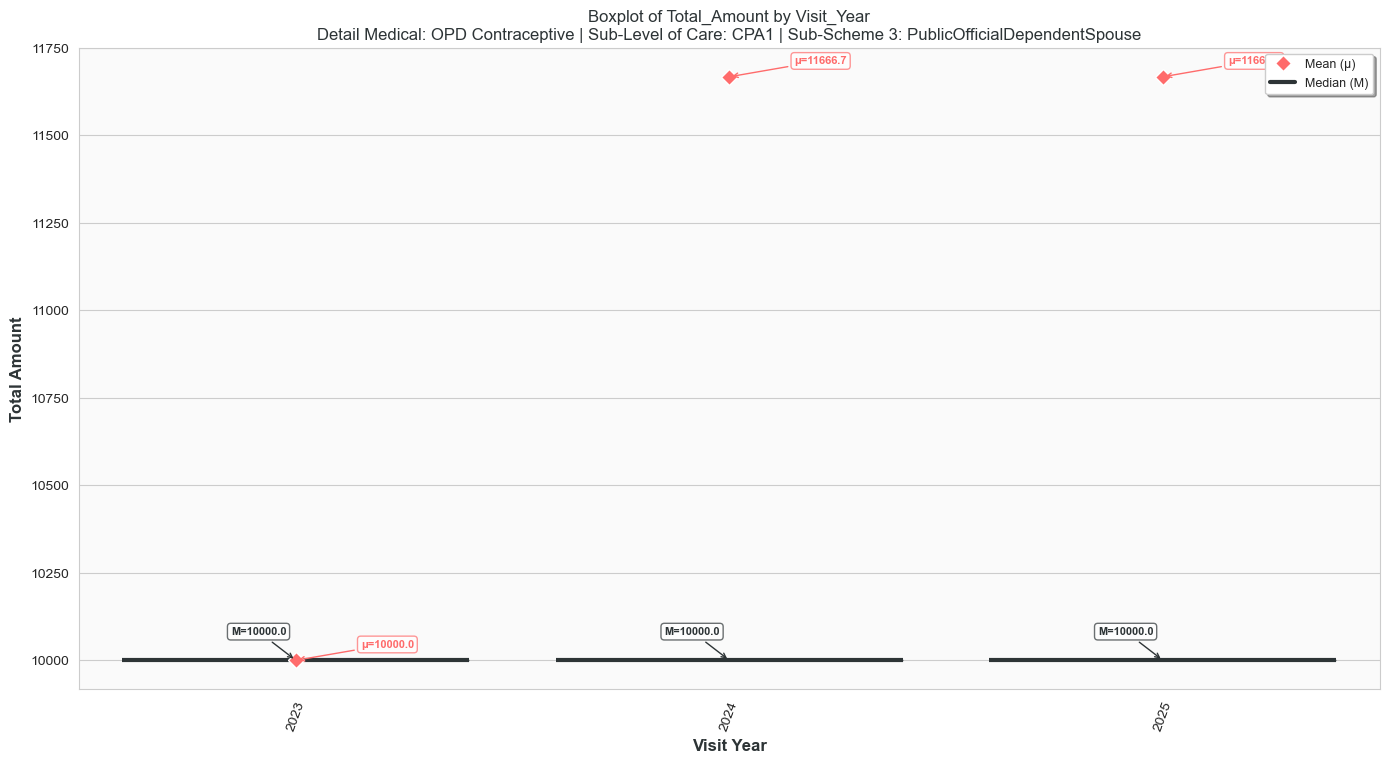 Boxplot of Total_Amount by Visit_Year
Detail Medical: OPD Contraceptive | Sub-Level of Care: CPA1 | Sub-Scheme 3: PublicOfficialDependentSpouse
11750
μ=11666.7
μ=1166
Mean (μ)
Median (M)
11500
11250
11000
10750
10500
10250
10000
Total Amount
M=10000.0
μ=10000.0
M=10000.0
M=10000.0
2023
2024
2025
Visit Year